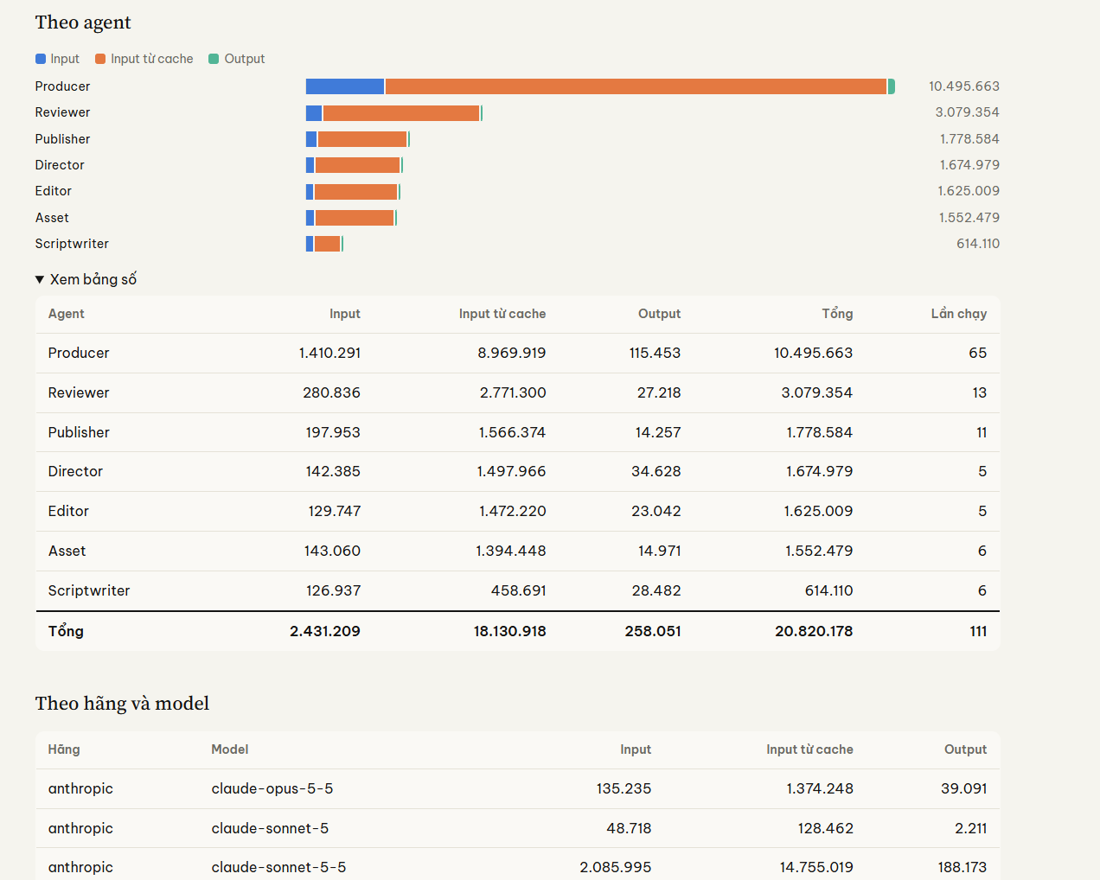 Theo agent
Input Input từ cache Output
Producer 10.495.663
Reviewer 3.079.354
Publisher 1.778.584
Director 1.674.979
Editor 1.625.009
Asset 1.552.479
Scriptwriter 614.110
▼ Xem bảng số
Agent Input Input từ cache Output Tổng Lần chạy
Producer 1.410.291 8.969.919 115.453 10.495.663 65
Reviewer 280.836 2.771.300 27.218 3.079.354 13
Publisher 197.953 1.566.374 14.257 1.778.584 11
Director 142.385 1.497.966 34.628 1.674.979 5
Editor 129.747 1.472.220 23.042 1.625.009 5
Asset 143.060 1.394.448 14.971 1.552.479 6
Scriptwriter 126.937 458.691 28.482 614.110 6
Tổng 2.431.209 18.130.918 258.051 20.820.178 111
Theo hãng và model
Hãng Model Input Input từ cache Output
anthropic claude-opus-5-5 135.235 1.374.248 39.091
anthropic claude-sonnet-5 48.718 128.462 2.211
anthropic claude-sonnet-5-5 2.085.995 14.755.019 188.173